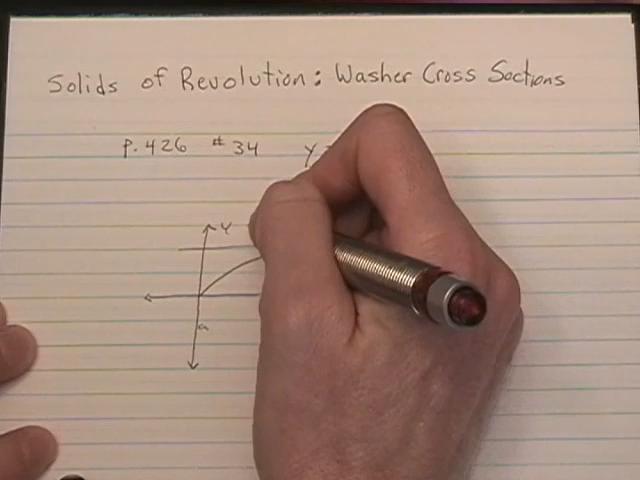 Solids of Revolution: Washer Cross Sections
P. 426 # 34 y
y
a